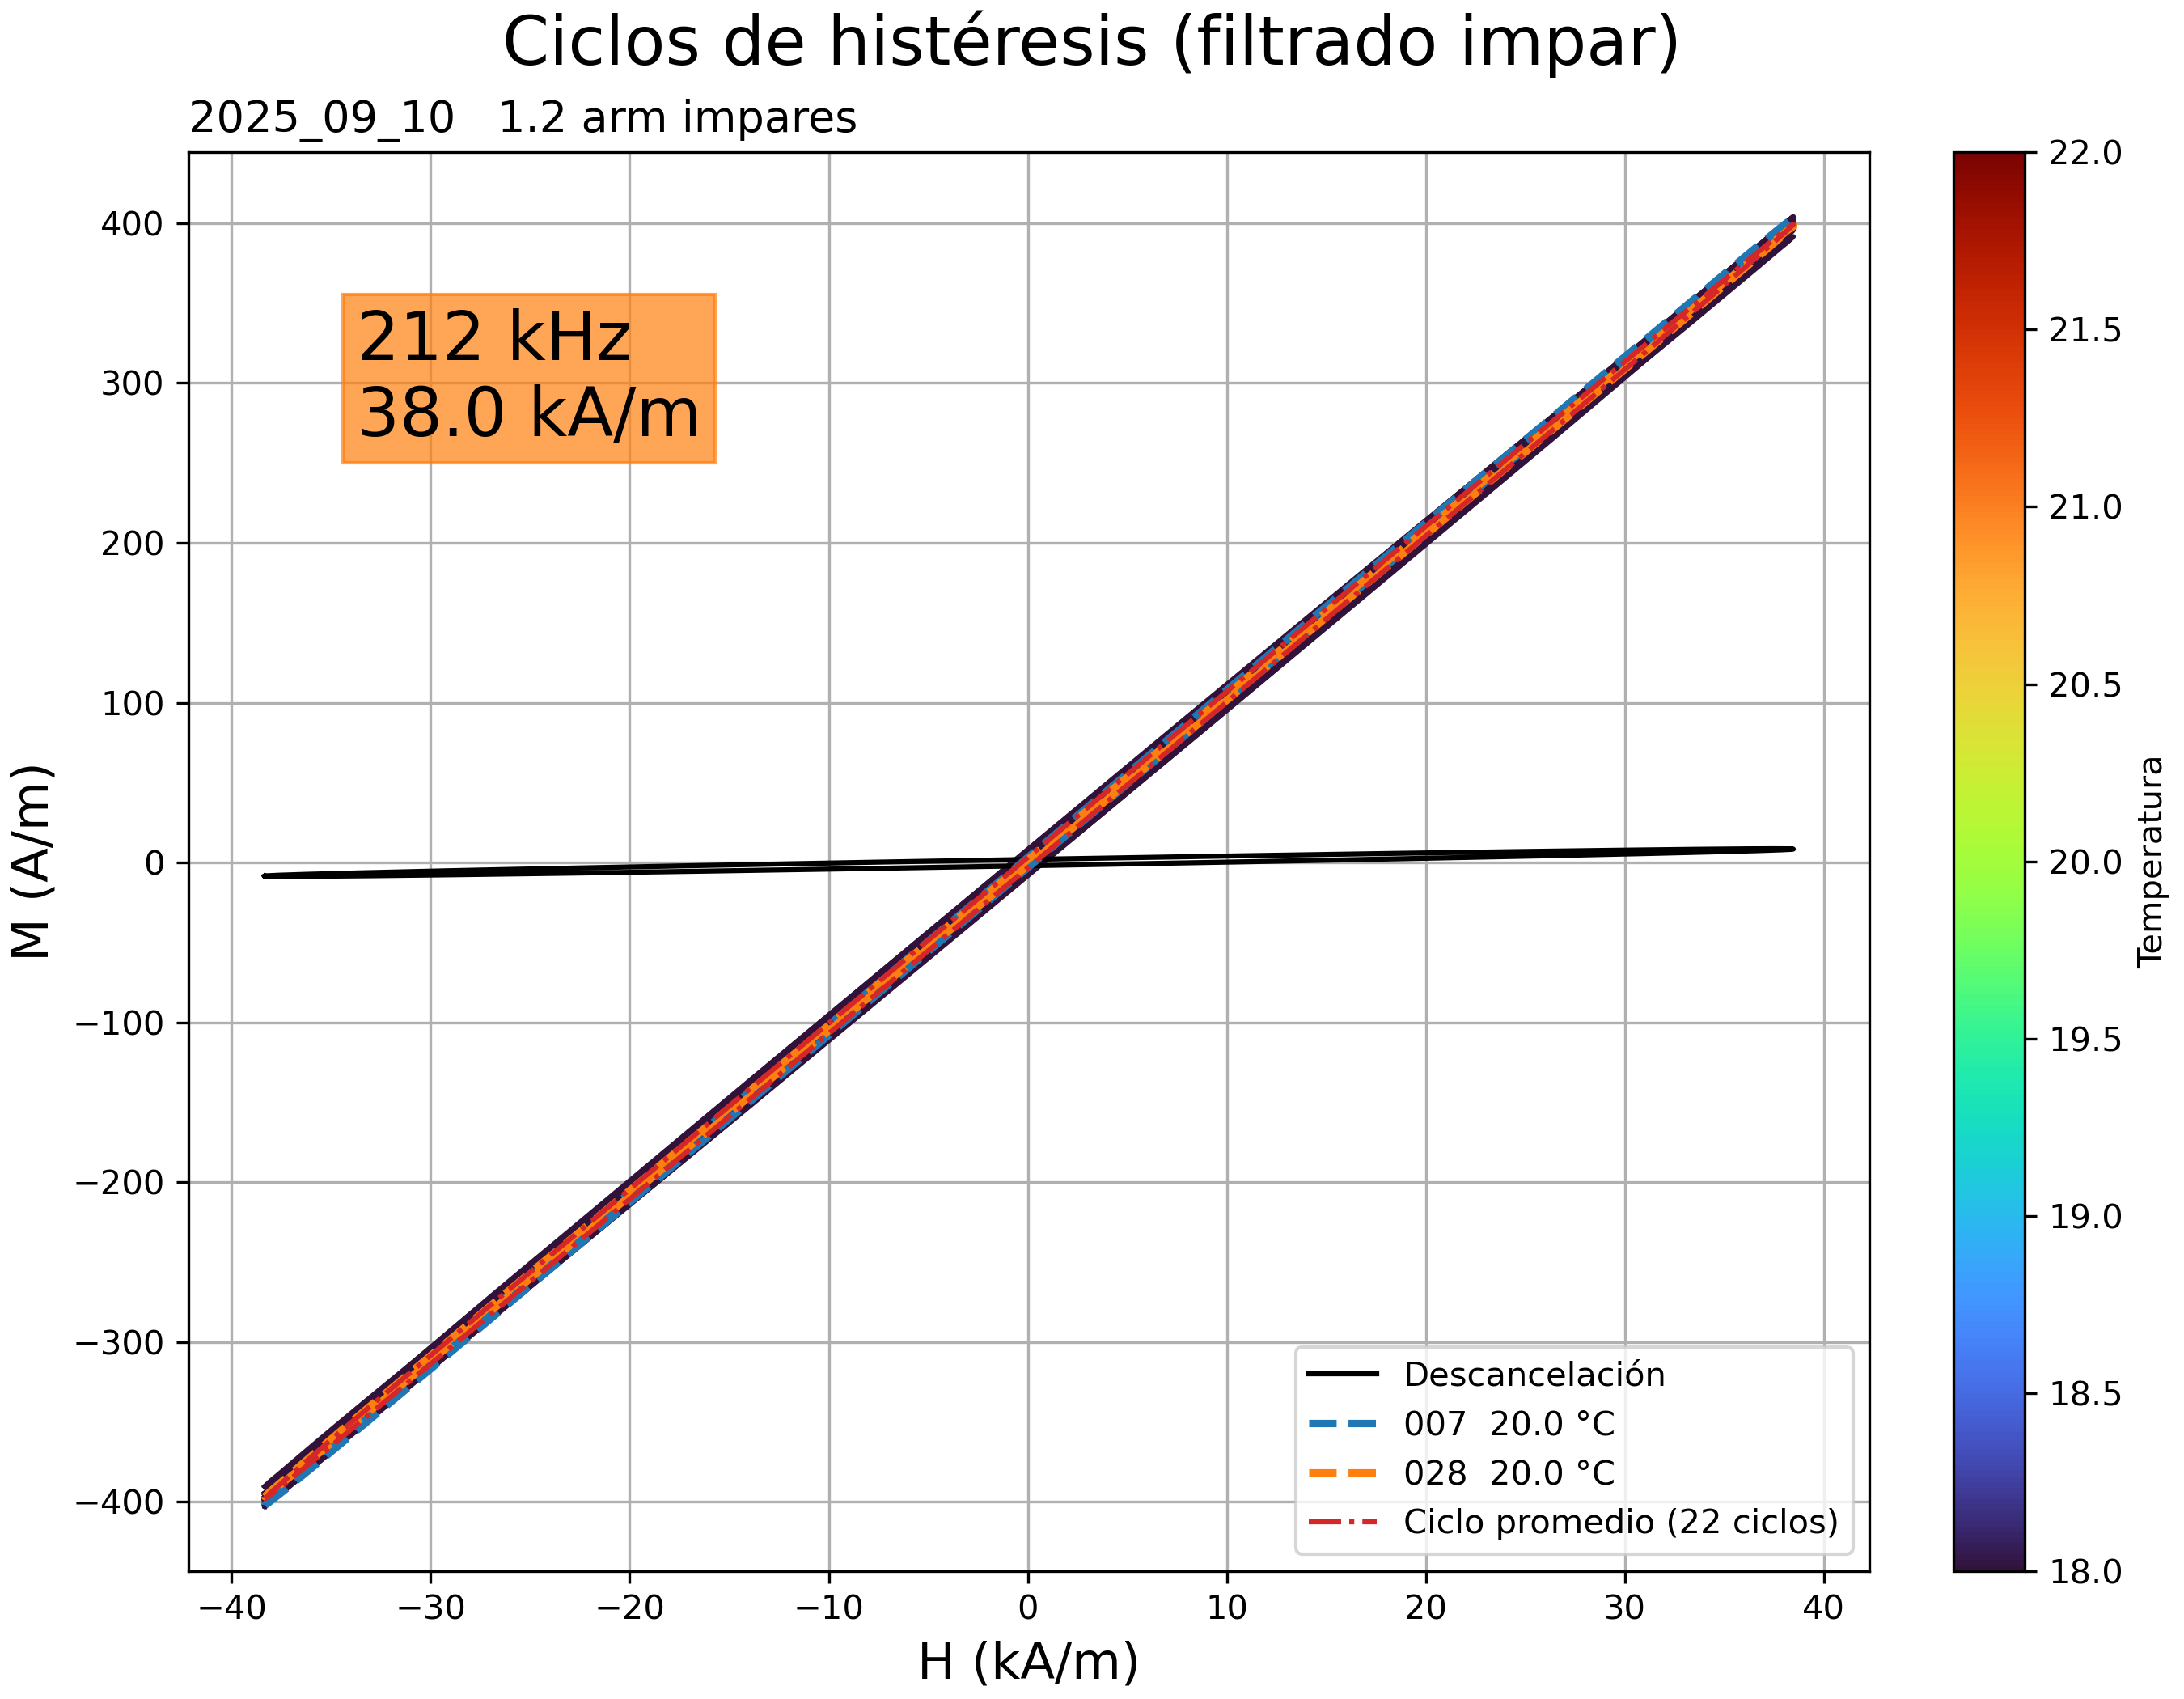 Ciclos de histéresis (filtrado impar)
2025_09_10   1.2 arm impares
212 kHz
38.0 kA/m
M (A/m)
400
300
200
100
0
−100
−200
−300
−400
−40
−30
−20
−10
0
10
20
30
40
H (kA/m)
Descancelación
007  20.0 °C
028  20.0 °C
Ciclo promedio (22 ciclos)
22.0
21.5
21.0
20.5
20.0
19.5
19.0
18.5
18.0
Temperatura